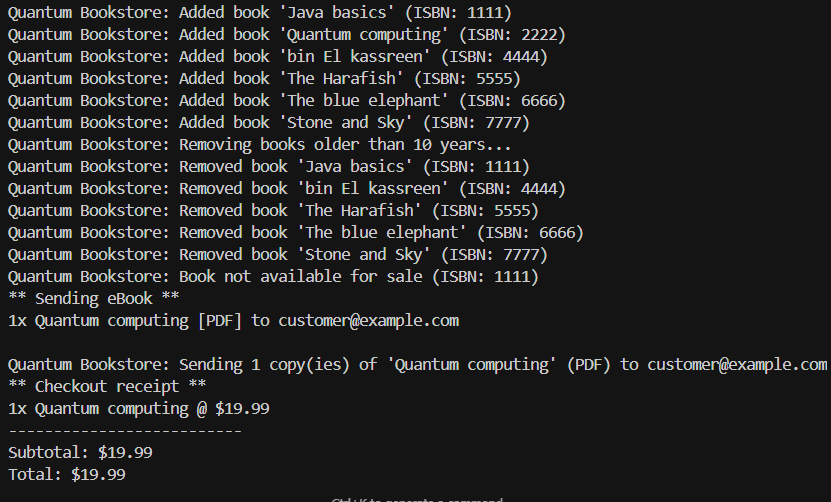 Quantum Bookstore: Added book 'Java basics' (ISBN: 1111)
Quantum Bookstore: Added book 'Quantum computing' (ISBN: 2222)
Quantum Bookstore: Added book 'bin El kassreen' (ISBN: 4444)
Quantum Bookstore: Added book 'The Harafish' (ISBN: 5555)
Quantum Bookstore: Added book 'The blue elephant' (ISBN: 6666)
Quantum Bookstore: Added book 'Stone and Sky' (ISBN: 7777)
Quantum Bookstore: Removing books older than 10 years...
Quantum Bookstore: Removed book 'Java basics' (ISBN: 1111)
Quantum Bookstore: Removed book 'bin El kassreen' (ISBN: 4444)
Quantum Bookstore: Removed book 'The Harafish' (ISBN: 5555)
Quantum Bookstore: Removed book 'The blue elephant' (ISBN: 6666)
Quantum Bookstore: Removed book 'Stone and Sky' (ISBN: 7777)
Quantum Bookstore: Book not available for sale (ISBN: 1111)
** Sending eBook **
1x Quantum computing [PDF] to customer@example.com

Quantum Bookstore: Sending 1 copy(ies) of 'Quantum computing' (PDF) to customer@example.com
** Checkout receipt **
1x Quantum computing @ $19.99
--------------------------
Subtotal: $19.99
Total: $19.99
Ctrl+K to generate a command